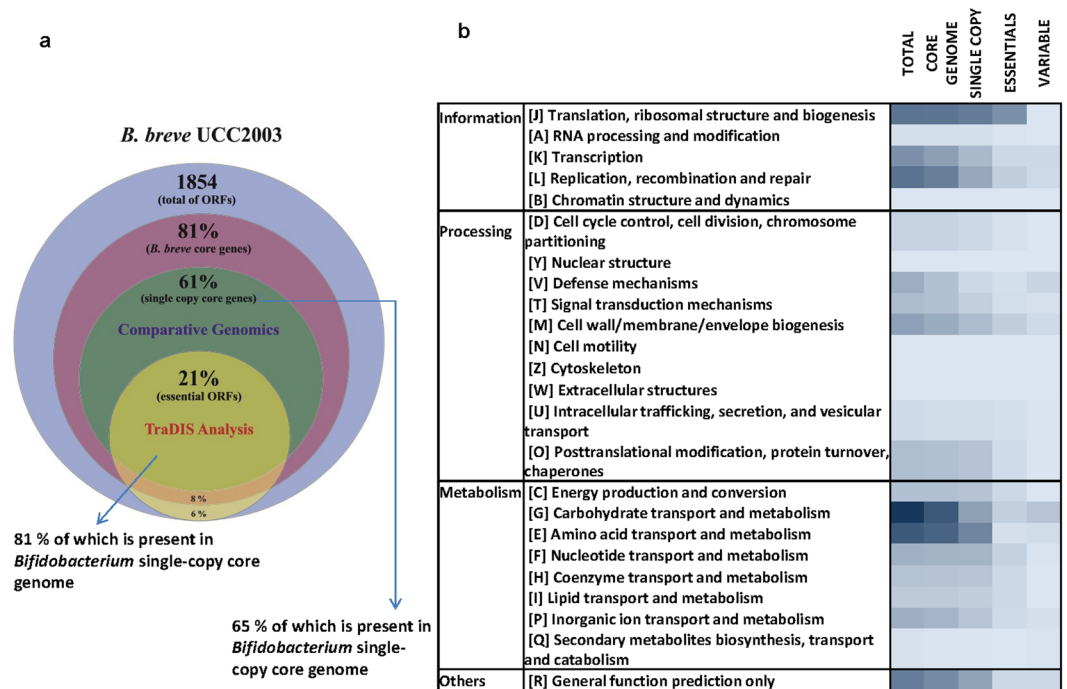 a
B. breve UCC2003
1854
(total of ORFs)
81%
(B. breve core genes)
61%
(single copy core genes)
Comparative Genomics
21%
(essential ORFs)
TraDIS Analysis
8 %
6 %
81 % of which is present in
Bifidobacterium single-copy core
genome
65 % of which is present in
Bifidobacterium single-
copy core genome
b
TOTAL
CORE
GENOME
SINGLE COPY
ESSENTIALS
VARIABLE
Information
[J] Translation, ribosomal structure and biogenesis
[A] RNA processing and modification
[K] Transcription
[L] Replication, recombination and repair
[B] Chromatin structure and dynamics
Processing
[D] Cell cycle control, cell division, chromosome
partitioning
[Y] Nuclear structure
[V] Defense mechanisms
[T] Signal transduction mechanisms
[M] Cell wall/membrane/envelope biogenesis
[N] Cell motility
[Z] Cytoskeleton
[W] Extracellular structures
[U] Intracellular trafficking, secretion, and vesicular
transport
[O] Posttranslational modification, protein turnover,
chaperones
Metabolism
[C] Energy production and conversion
[G] Carbohydrate transport and metabolism
[E] Amino acid transport and metabolism
[F] Nucleotide transport and metabolism
[H] Coenzyme transport and metabolism
[I] Lipid transport and metabolism
[P] Inorganic ion transport and metabolism
[Q] Secondary metabolites biosynthesis, transport
and catabolism
Others
[R] General function prediction only